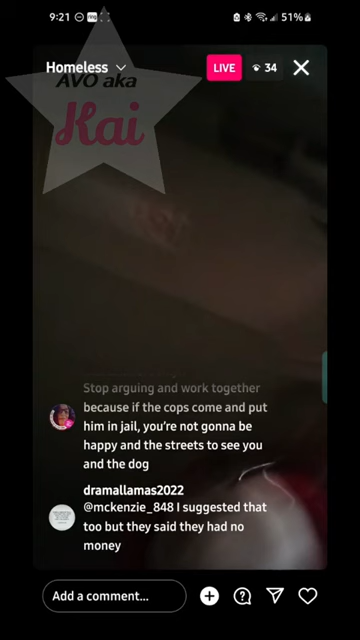 9:21
ring
51%
Homeless
LIVE
34
AVO aka
Kai
Stop arguing and work together
because if the cops come and put
him in jail, you're not gonna be
happy and the streets to see you
and the dog
dramallamas2022
@mckenzie_848 I suggested that
too but they said they had no
money
Add a comment...